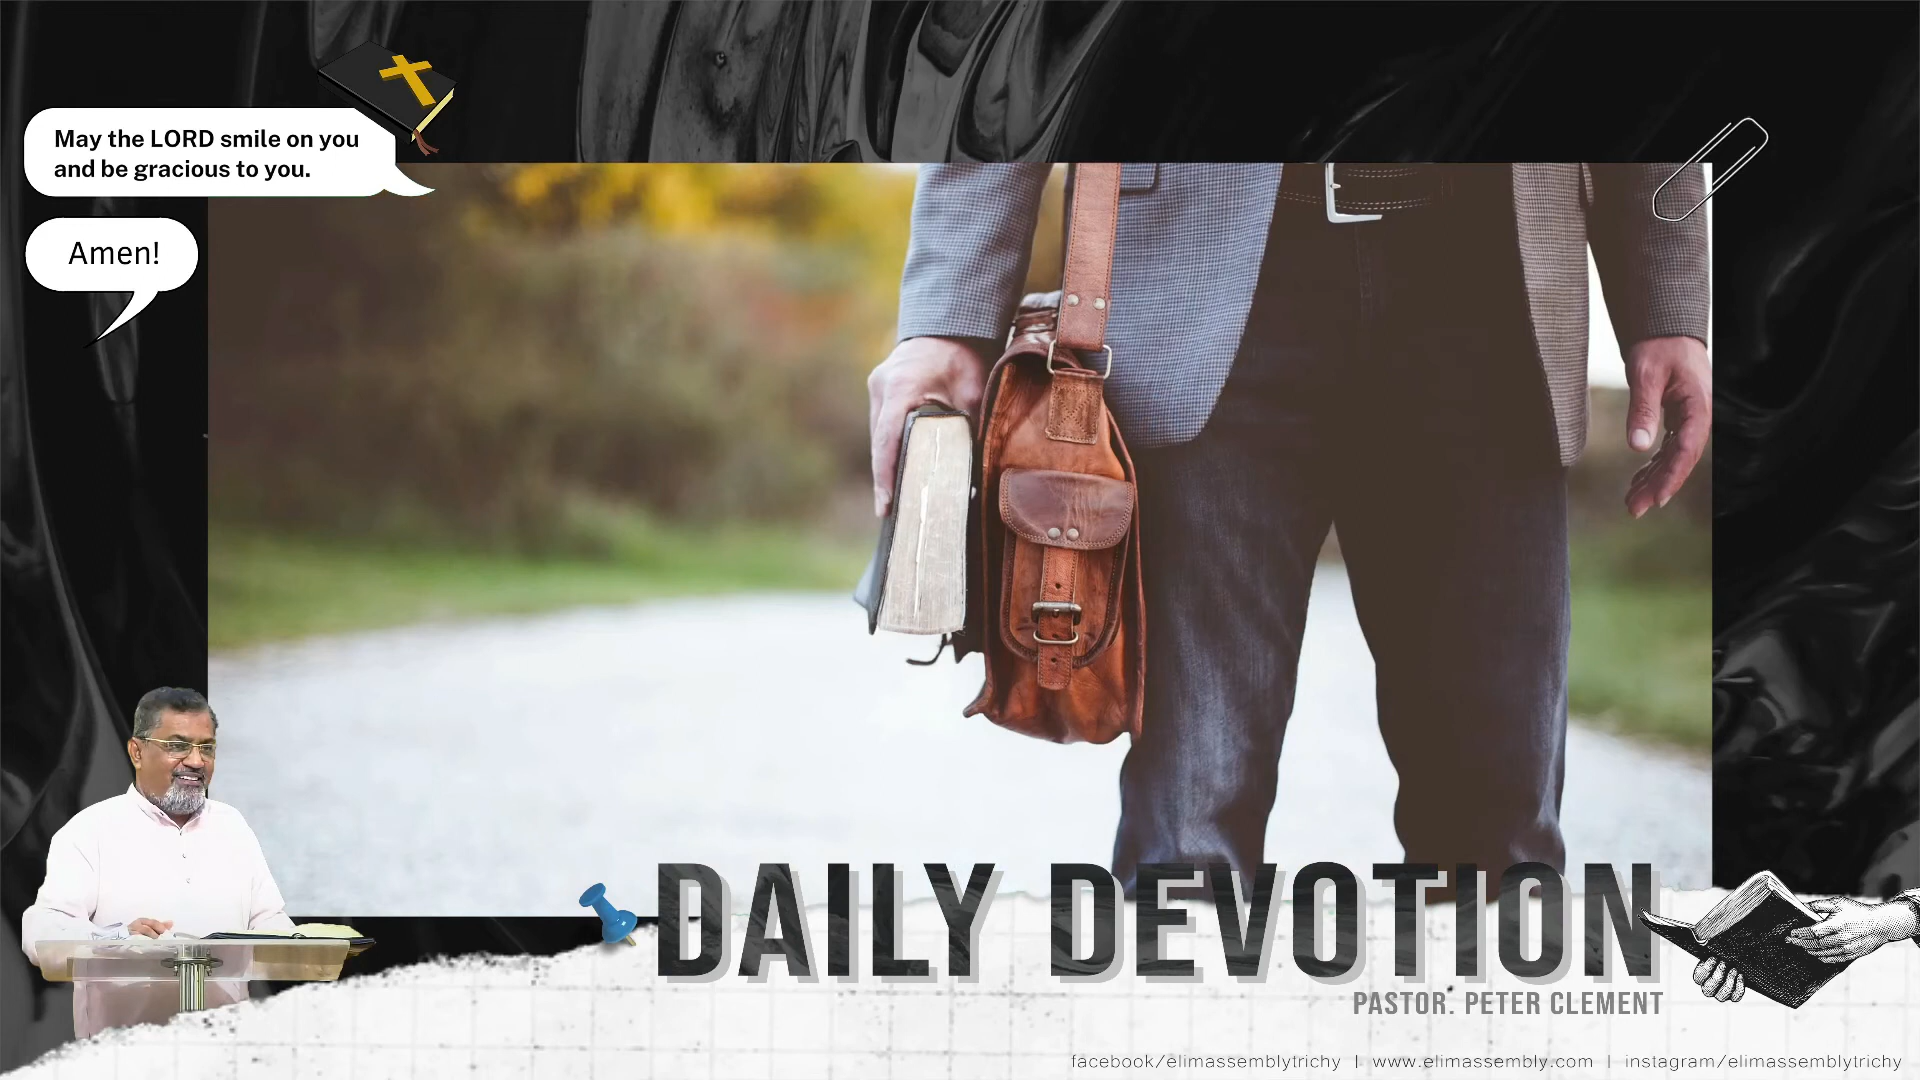 May the LORD smile on you
and be gracious to you.
Amen!
DAILY DEVOTION
PASTOR. PETER CLEMENT
facebook/elimassemblytrichy | www.elimassembly.com | instagram/elimassemblytrichy